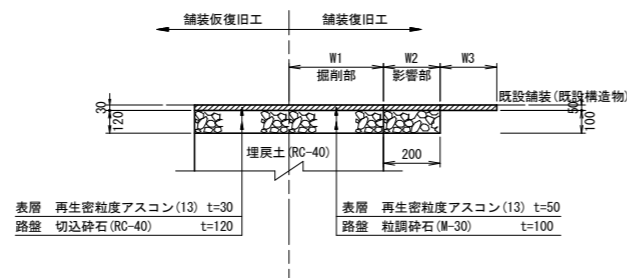 舗装仮復旧工 舗装復旧工
W1 W2 W3
掘削部 影響部
既設舗装(既設構造物)
30 50
120 100
埋戻土(RC-40) 200
表層 再生密粒度アスコン(13) t=30
路盤 切込砕石(RC-40) t=120
表層 再生密粒度アスコン(13) t=50
路盤 粒調砕石(M-30) t=100